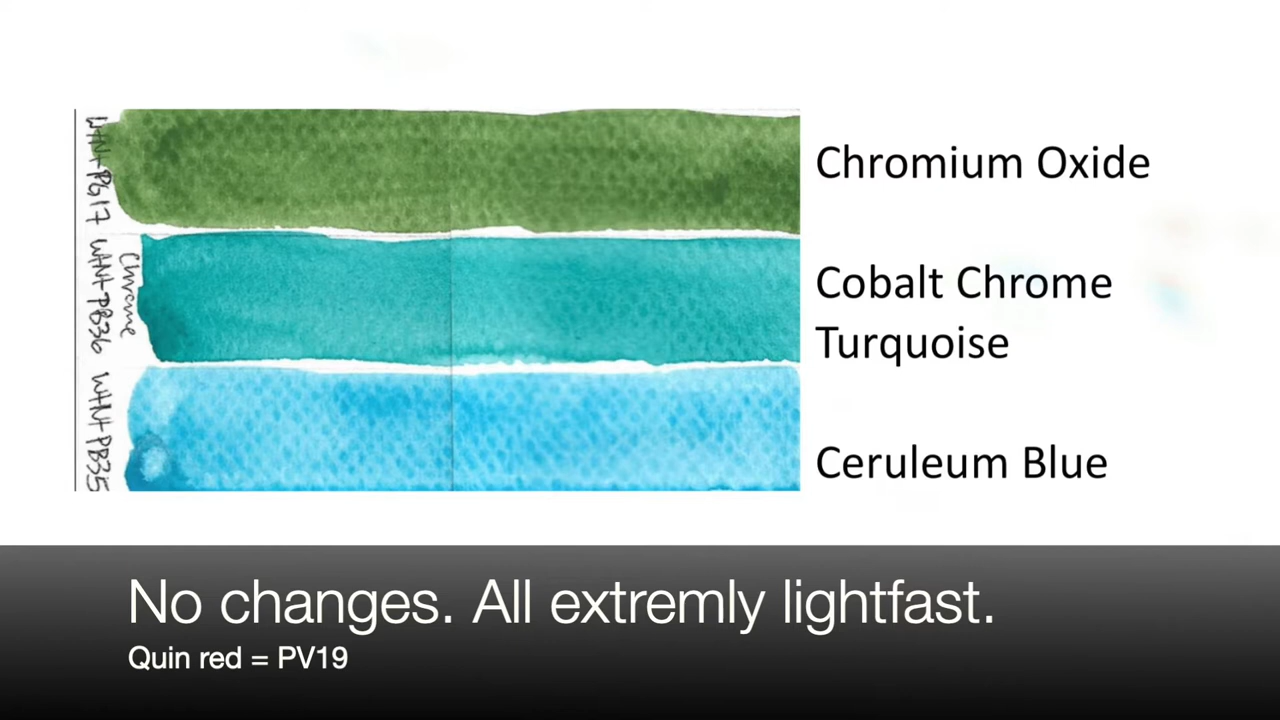 WN-PG17
Chromium Oxide
Chrome
WN-PB36
Cobalt Chrome
Turquoise
WN-PB35
Ceruleum Blue
No changes. All extremly lightfast.
Quin red = PV19